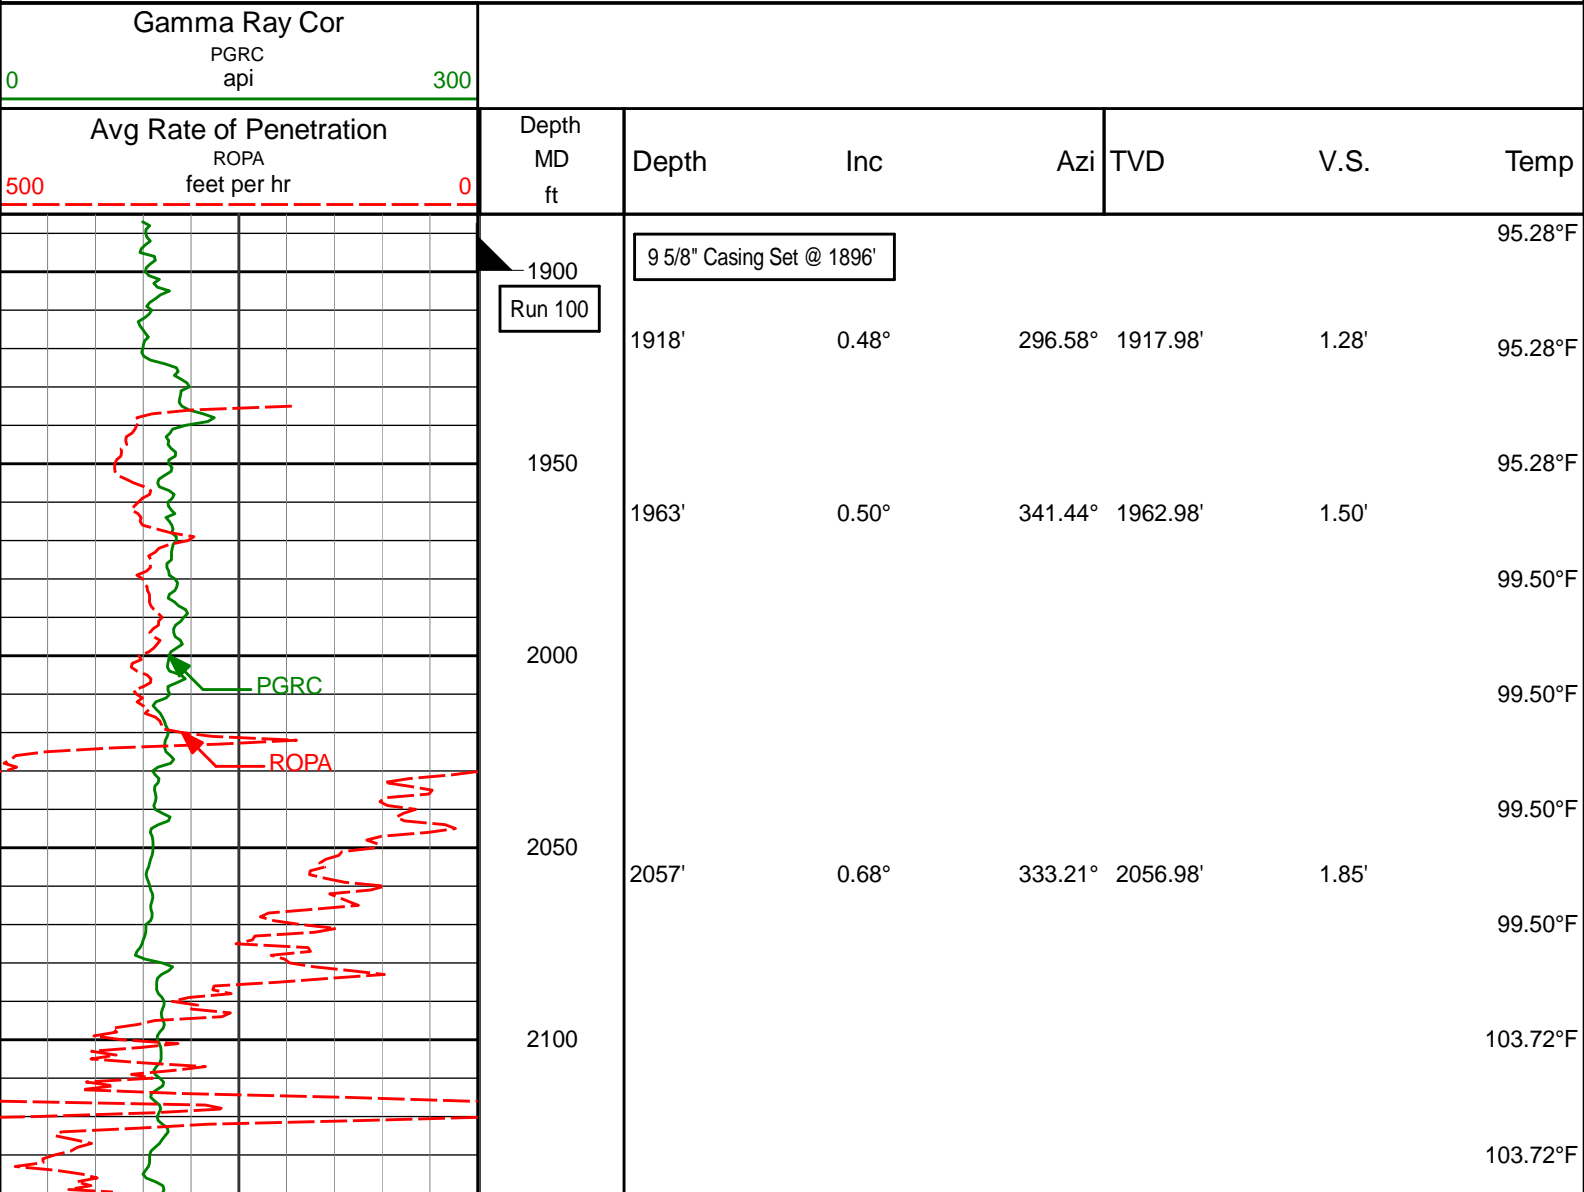 Gamma Ray Cor
PGRC
api
0 300
Avg Rate of Penetration
ROPA
feet per hr
500 0
Depth
MD
ft
Depth Inc Azi TVD V.S. Temp
95.28°F
9 5/8" Casing Set @ 1896'
1900
Run 100
1918' 0.48° 296.58° 1917.98' 1.28' 95.28°F
1950 95.28°F
1963' 0.50° 341.44° 1962.98' 1.50'
99.50°F
2000
PGRC
99.50°F
ROPA
99.50°F
2050
2057' 0.68° 333.21° 2056.98' 1.85'
99.50°F
2100 103.72°F
103.72°F